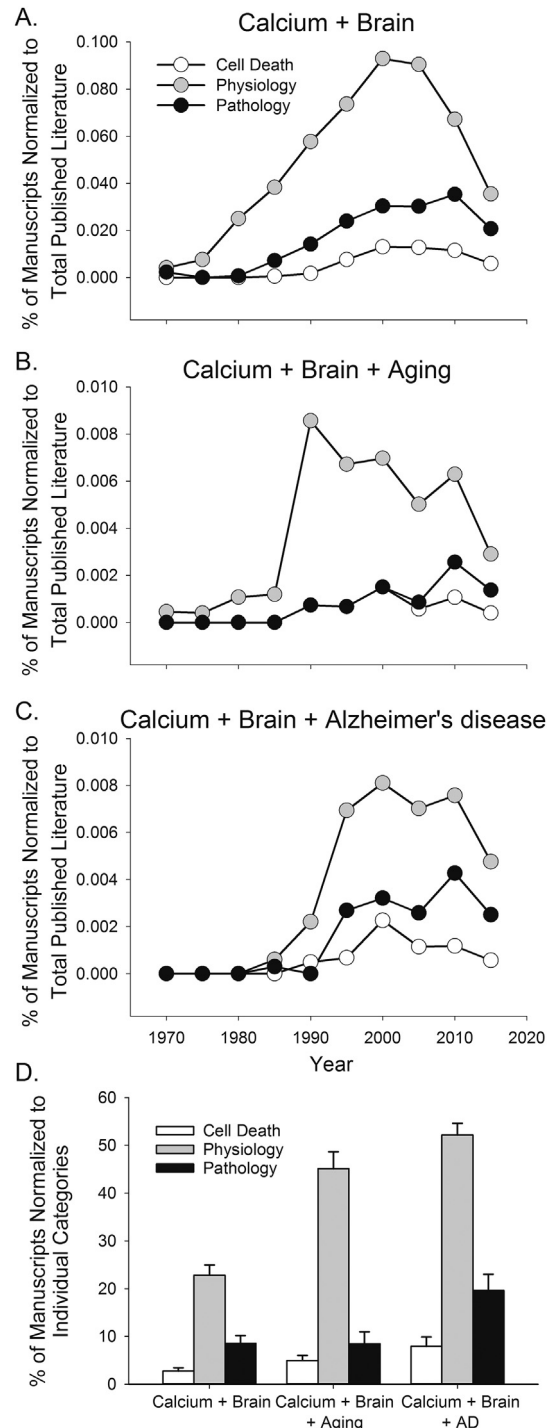 A.
Calcium + Brain
% of Manuscripts Normalized to
Total Published Literature
0.100
0.080
0.060
0.040
0.020
0.000
Cell Death
Physiology
Pathology
B.
Calcium + Brain + Aging
% of Manuscripts Normalized to
Total Published Literature
0.010
0.008
0.006
0.004
0.002
0.000
C.
Calcium + Brain + Alzheimer's disease
% of Manuscripts Normalized to
Total Published Literature
0.010
0.008
0.006
0.004
0.002
0.000
1970 1980 1990 2000 2010 2020
Year
D.
% of Manuscripts Normalized to
Individual Categories
60
50
40
30
20
10
0
Cell Death
Physiology
Pathology
Calcium + Brain Calcium + Brain Calcium + Brain
+ Aging + AD